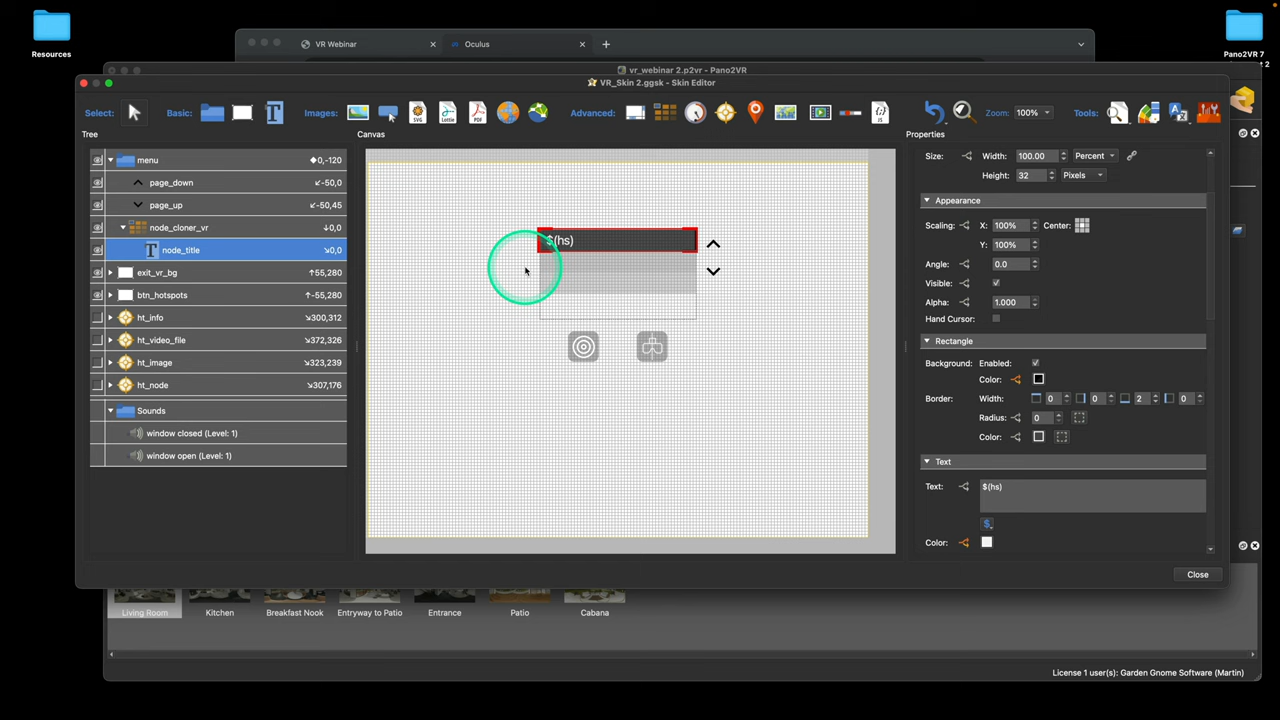 Resources
Pano2VR 7
VR Webinar
Oculus
vr_webinar 2.p2vr - Pano2VR
VR_Skin 2.ggsk - Skin Editor
Select:
Basic:
Images:
Advanced:
Zoom: 100%
Tools:
Tree
Canvas
Properties
menu
0,-120
page_down
-50,0
page_up
-50,45
node_cloner_vr
0,0
node_title
0,0
exit_vr_bg
55,280
btn_hotspots
-55,280
ht_info
300,312
ht_video_file
372,326
ht_image
323,239
ht_node
307,176
Sounds
window closed (Level: 1)
window open (Level: 1)
$(hs)
Size:
Width: 100.00 Percent
Height: 32 Pixels
Appearance
Scaling: X: 100% Center:
Y: 100%
Angle: 0.0
Visible:
Alpha: 1.000
Hand Cursor:
Rectangle
Background: Enabled:
Color:
Border: Width: 0 0 2 0
Radius: 0
Color:
Text
Text: $(hs)
$
Color:
Close
Living Room
Kitchen
Breakfast Nook
Entryway to Patio
Entrance
Patio
Cabana
License 1 user(s): Garden Gnome Software (Martin)